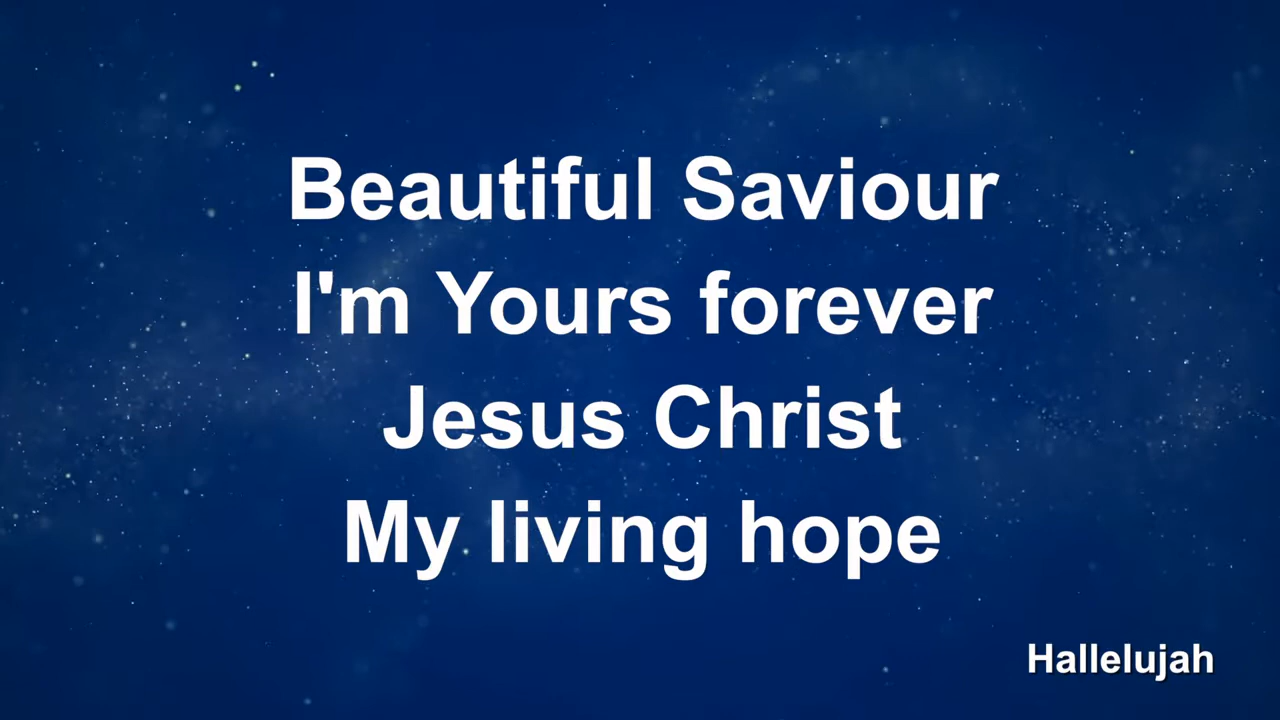 Beautiful Saviour
I'm Yours forever
Jesus Christ
My living hope
Hallelujah